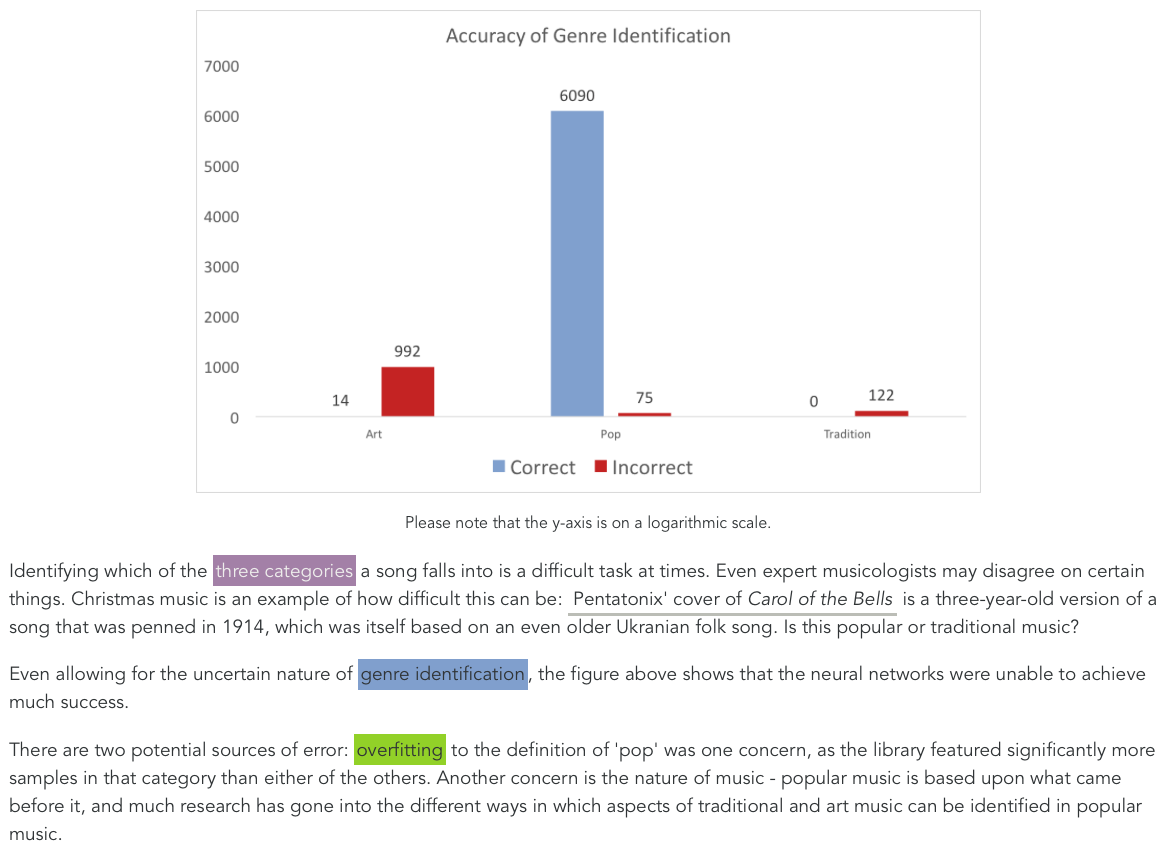 Accuracy of Genre Identification
7000
6000
5000
4000
3000
2000
1000
0
14
992
6090
75
0
122
Art
Pop
Tradition
Correct
Incorrect
Please note that the y-axis is on a logarithmic scale.
Identifying which of the three categories a song falls into is a difficult task at times. Even expert musicologists may disagree on certain
things. Christmas music is an example of how difficult this can be: Pentatonix' cover of Carol of the Bells is a three-year-old version of a
song that was penned in 1914, which was itself based on an even older Ukranian folk song. Is this popular or traditional music?
Even allowing for the uncertain nature of genre identification, the figure above shows that the neural networks were unable to achieve
much success.
There are two potential sources of error: overfitting to the definition of 'pop' was one concern, as the library featured significantly more
samples in that category than either of the others. Another concern is the nature of music - popular music is based upon what came
before it, and much research has gone into the different ways in which aspects of traditional and art music can be identified in popular
music.